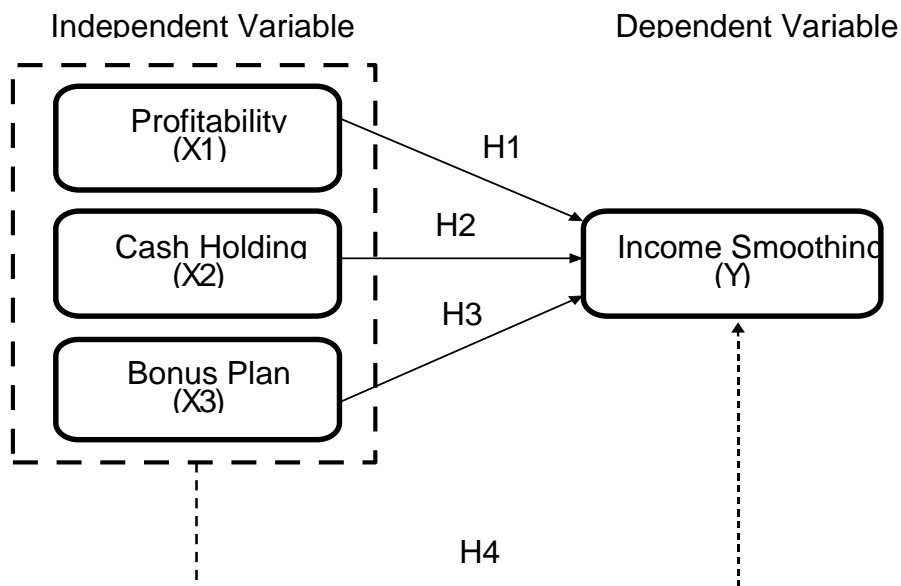 Independent Variable
Dependent Variable
Profitability
(X1)
H1
H2
Cash Holding
(X2)
Income Smoothing
(Y)
H3
Bonus Plan
(X3)
H4